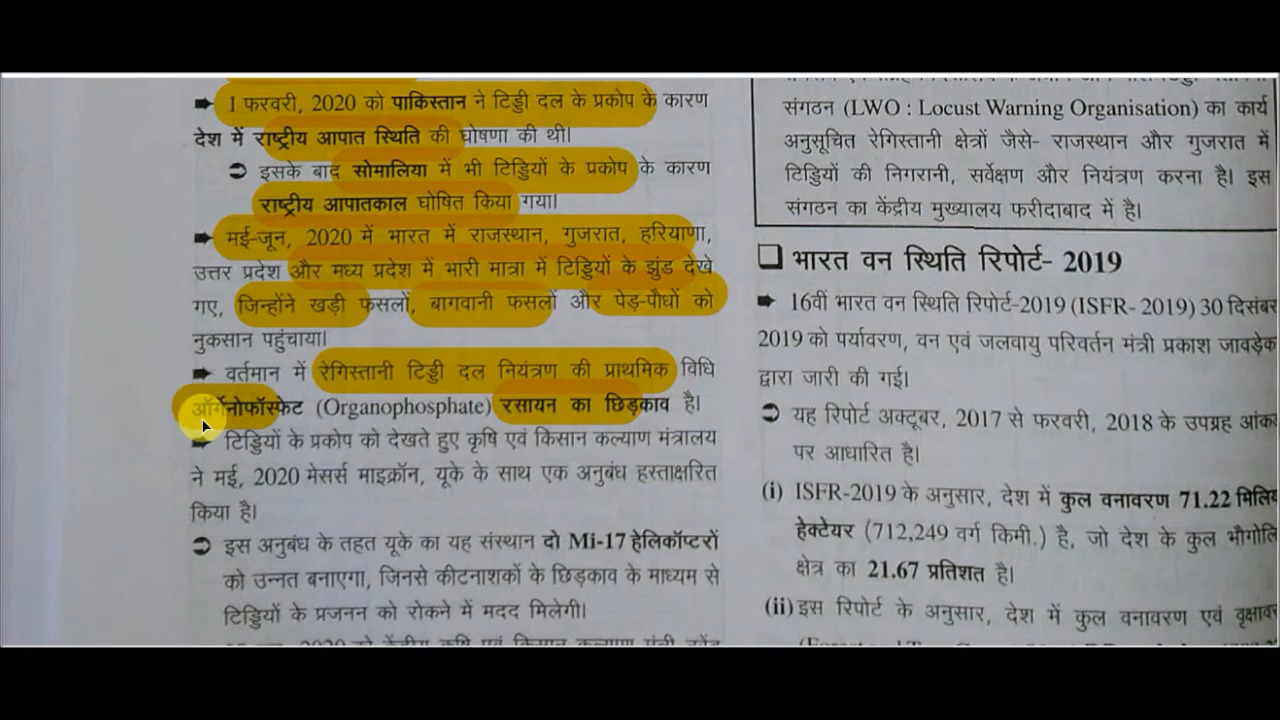 ➡ 1 फरवरी, 2020 को पाकिस्तान ने टिड्डी दल के प्रकोप के कारण
देश में राष्ट्रीय आपात स्थिति की घोषणा की थी।
➲ इसके बाद सोमालिया में भी टिड्डियों के प्रकोप के कारण
राष्ट्रीय आपातकाल घोषित किया गया।
➡ मई-जून, 2020 में भारत में राजस्थान, गुजरात, हरियाणा,
उत्तर प्रदेश और मध्य प्रदेश में भारी मात्रा में टिड्डियों के झुंड देखे
गए, जिन्होंने खड़ी फसलों, बागवानी फसलों और पेड़-पौधों को
नुकसान पहुंचाया।
➡ वर्तमान में रेगिस्तानी टिड्डी दल नियंत्रण की प्राथमिक विधि
ऑर्गेनोफॉस्फेट (Organophosphate) रसायन का छिड़काव है।
➡ टिड्डियों के प्रकोप को देखते हुए कृषि एवं किसान कल्याण मंत्रालय
ने मई, 2020 मेसर्स माइक्रॉन, यूके के साथ एक अनुबंध हस्ताक्षरित
किया है।
➲ इस अनुबंध के तहत यूके का यह संस्थान दो Mi-17 हेलिकॉप्टरों
को उन्नत बनाएगा, जिनसे कीटनाशकों के छिड़काव के माध्यम से
टिड्डियों के प्रजनन को रोकने में मदद मिलेगी।
2020 को केंद्रीय कृषि एवं किसान कल्याण मंत्री
संगठन (LWO : Locust Warning Organisation) का कार्य
अनुसूचित रेगिस्तानी क्षेत्रों जैसे- राजस्थान और गुजरात में
टिड्डियों की निगरानी, सर्वेक्षण और नियंत्रण करना है। इस
संगठन का केंद्रीय मुख्यालय फरीदाबाद में है।
❑ भारत वन स्थिति रिपोर्ट- 2019
➡ 16वीं भारत वन स्थिति रिपोर्ट-2019 (ISFR- 2019) 30 दिसंबर
2019 को पर्यावरण, वन एवं जलवायु परिवर्तन मंत्री प्रकाश जावड़ेक
द्वारा जारी की गई।
➲ यह रिपोर्ट अक्टूबर, 2017 से फरवरी, 2018 के उपग्रह आंक
पर आधारित है।
(i) ISFR-2019 के अनुसार, देश में कुल वनावरण 71.22 मिलि
हेक्टेयर (712,249 वर्ग किमी.) है, जो देश के कुल भौगोलि
क्षेत्र का 21.67 प्रतिशत है।
(ii) इस रिपोर्ट के अनुसार, देश में कुल वनावरण एवं वृक्षाव